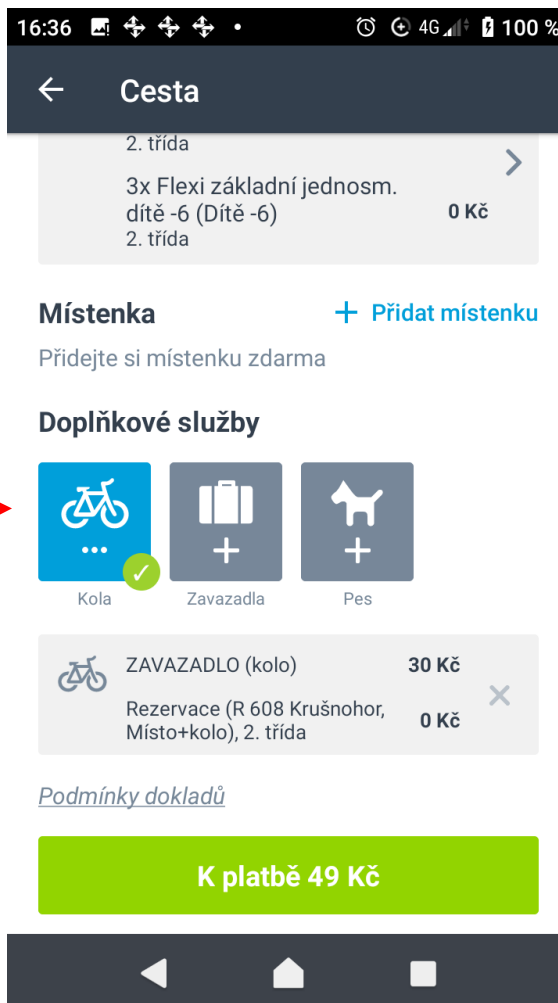 16:36 4G 100 %
Cesta
2. třída
3x Flexi základní jednosm.
dítě -6 (Dítě -6) 0 Kč
2. třída
Místenka + Přidat místenku
Přidejte si místenku zdarma
Doplňkové služby
Kola Zavazadla Pes
ZAVAZADLO (kolo) 30 Kč
Rezervace (R 608 Krušnohor, 0 Kč
Místo+kolo), 2. třída
Podmínky dokladů
K platbě 49 Kč